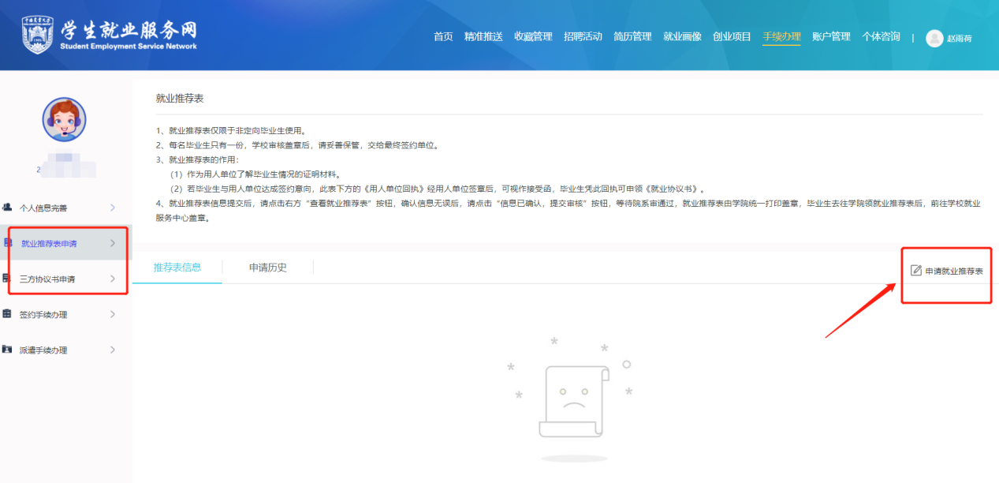 中国农业大学
学生就业服务网
Student Employment Service Network
首页 精准推送 收藏管理 招聘活动 简历管理 就业画像 创业项目 手续办理 账户管理 个体咨询 | 赵雨荷
2
个人信息完善
就业推荐表申请
三方协议书申请
签约手续办理
派遣手续办理
就业推荐表
1、就业推荐表仅限于非定向毕业生使用。
2、每名毕业生只有一份，学校审核盖章后，请妥善保管，交给最终签约单位。
3、就业推荐表的作用：
（1）作为用人单位了解毕业生情况的证明材料。
（2）若毕业生与用人单位达成签约意向，此表下方的《用人单位回执》经用人单位签章后，可视作接受函，毕业生凭此回执可申领《就业协议书》。
4、就业推荐表信息提交后，请点击右方“查看就业推荐表”按钮，确认信息无误后，请点击“信息已确认，提交审核”按钮，等待院系审通过，就业推荐表由学院统一打印盖章，毕业生去往学院领就业推荐表后，前往学校就业
服务中心盖章。
推荐表信息 申请历史 申请就业推荐表